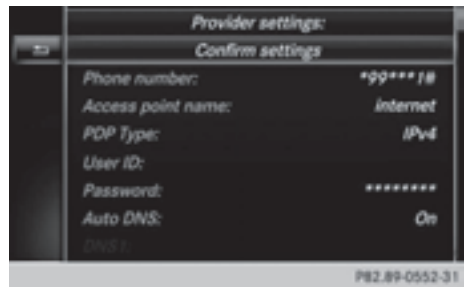 Provider settings:
Confirm settings
Phone number: *99***1#
Access point name: internet
PDP Type: IPv4
User ID:
Password: ********
Auto DNS: On
DNS1:
P82.89-0552-31